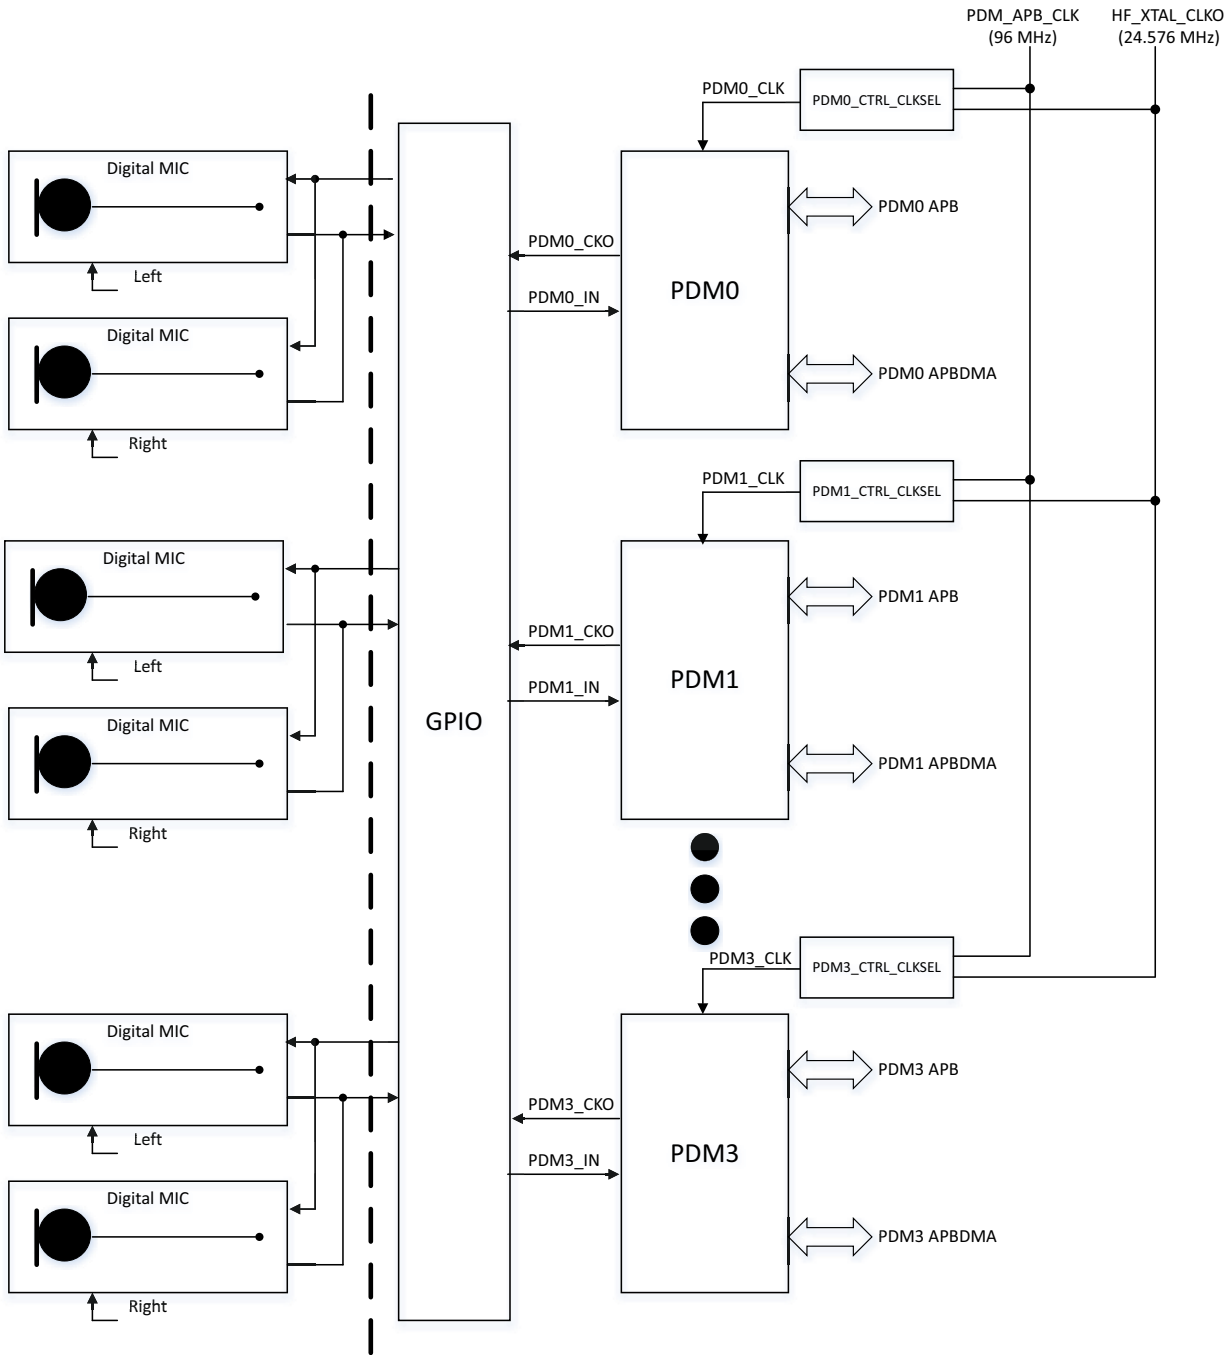 PDM_APB_CLK
(96 MHz)
HF_XTAL_CLKO
(24.576 MHz)
PDM0_CLK
PDM0_CTRL_CLKSEL
Digital MIC
Left
Digital MIC
Right
PDM0_CKO
PDM0_IN
PDM0
PDM0 APB
PDM0 APBDMA
PDM1_CLK
PDM1_CTRL_CLKSEL
Digital MIC
Left
Digital MIC
Right
GPIO
PDM1_CKO
PDM1_IN
PDM1
PDM1 APB
PDM1 APBDMA
PDM3_CLK
PDM3_CTRL_CLKSEL
Digital MIC
Left
Digital MIC
Right
PDM3_CKO
PDM3_IN
PDM3
PDM3 APB
PDM3 APBDMA